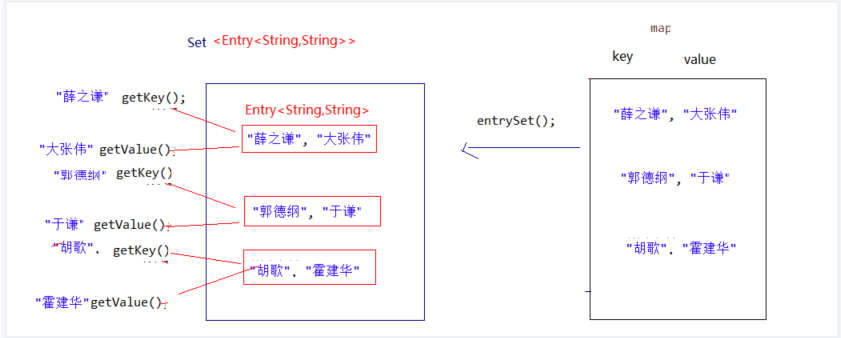 map
Set <Entry<String,String>>
key value
"薛之谦" getKey();
Entry<String,String>
"薛之谦", "大张伟"
entrySet();
"薛之谦", "大张伟"
"大张伟" getValue();
"郭德纲" getKey()
"郭德纲", "于谦"
"郭德纲", "于谦"
"于谦" getValue();
"胡歌". getKey()
"胡歌". "霍建华"
"胡歌". "霍建华"
"霍建华"getValue();